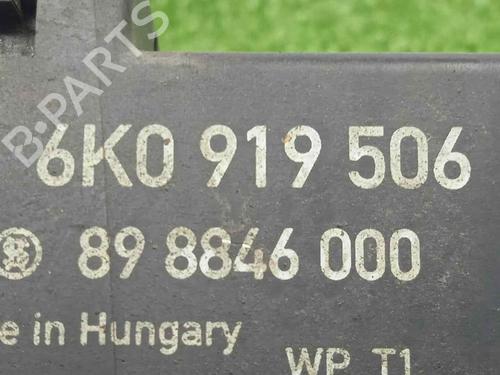 B-PARTS
6K0 919 506
89 8846 000
e in Hungary
WP T1